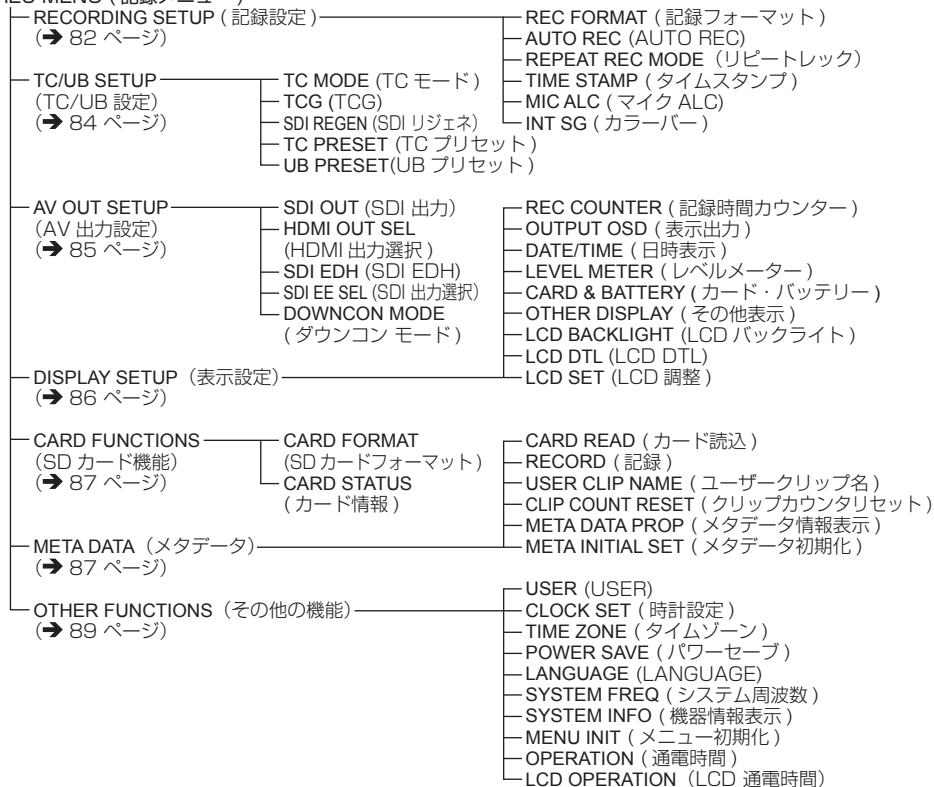 REC MENU ( 記録メニュー )
RECORDING SETUP ( 記録設定 )
(➔ 82 ページ)
REC FORMAT ( 記録フォーマット )
AUTO REC (AUTO REC)
REPEAT REC MODE（リピートレック）
TIME STAMP ( タイムスタンプ )
MIC ALC ( マイク ALC)
INT SG ( カラーバー )
TC/UB SETUP
(TC/UB 設定)
(➔ 84 ページ)
TC MODE (TC モード )
TCG (TCG)
SDI REGEN (SDI リジェネ)
TC PRESET (TC プリセット )
UB PRESET(UB プリセット )
AV OUT SETUP
(AV 出力設定)
(➔ 85 ページ)
SDI OUT (SDI 出力)
HDMI OUT SEL
(HDMI 出力選択 )
SDI EDH (SDI EDH)
SDI EE SEL (SDI 出力選択)
DOWNCON MODE
( ダウンコン モード )
DISPLAY SETUP（表示設定）
(➔ 86 ページ)
REC COUNTER ( 記録時間カウンター )
OUTPUT OSD ( 表示出力 )
DATE/TIME ( 日時表示 )
LEVEL METER ( レベルメーター )
CARD & BATTERY ( カード・バッテリー )
OTHER DISPLAY ( その他表示 )
LCD BACKLIGHT (LCD バックライト )
LCD DTL (LCD DTL)
LCD SET (LCD 調整 )
CARD FUNCTIONS
(SD カード機能)
(➔ 87 ページ)
CARD FORMAT
(SD カードフォーマット )
CARD STATUS
( カード情報 )
META DATA（メタデータ）
(➔ 87 ページ)
CARD READ ( カード読込 )
RECORD ( 記録 )
USER CLIP NAME ( ユーザークリップ名 )
CLIP COUNT RESET ( クリップカウンタリセット )
META DATA PROP ( メタデータ情報表示 )
META INITIAL SET ( メタデータ初期化 )
OTHER FUNCTIONS（その他の機能）
(➔ 89 ページ)
USER (USER)
CLOCK SET ( 時計設定 )
TIME ZONE ( タイムゾーン )
POWER SAVE ( パワーセーブ )
LANGUAGE (LANGUAGE)
SYSTEM FREQ ( システム周波数 )
SYSTEM INFO ( 機器情報表示 )
MENU INIT ( メニュー初期化 )
OPERATION ( 通電時間 )
LCD OPERATION（LCD 通電時間）